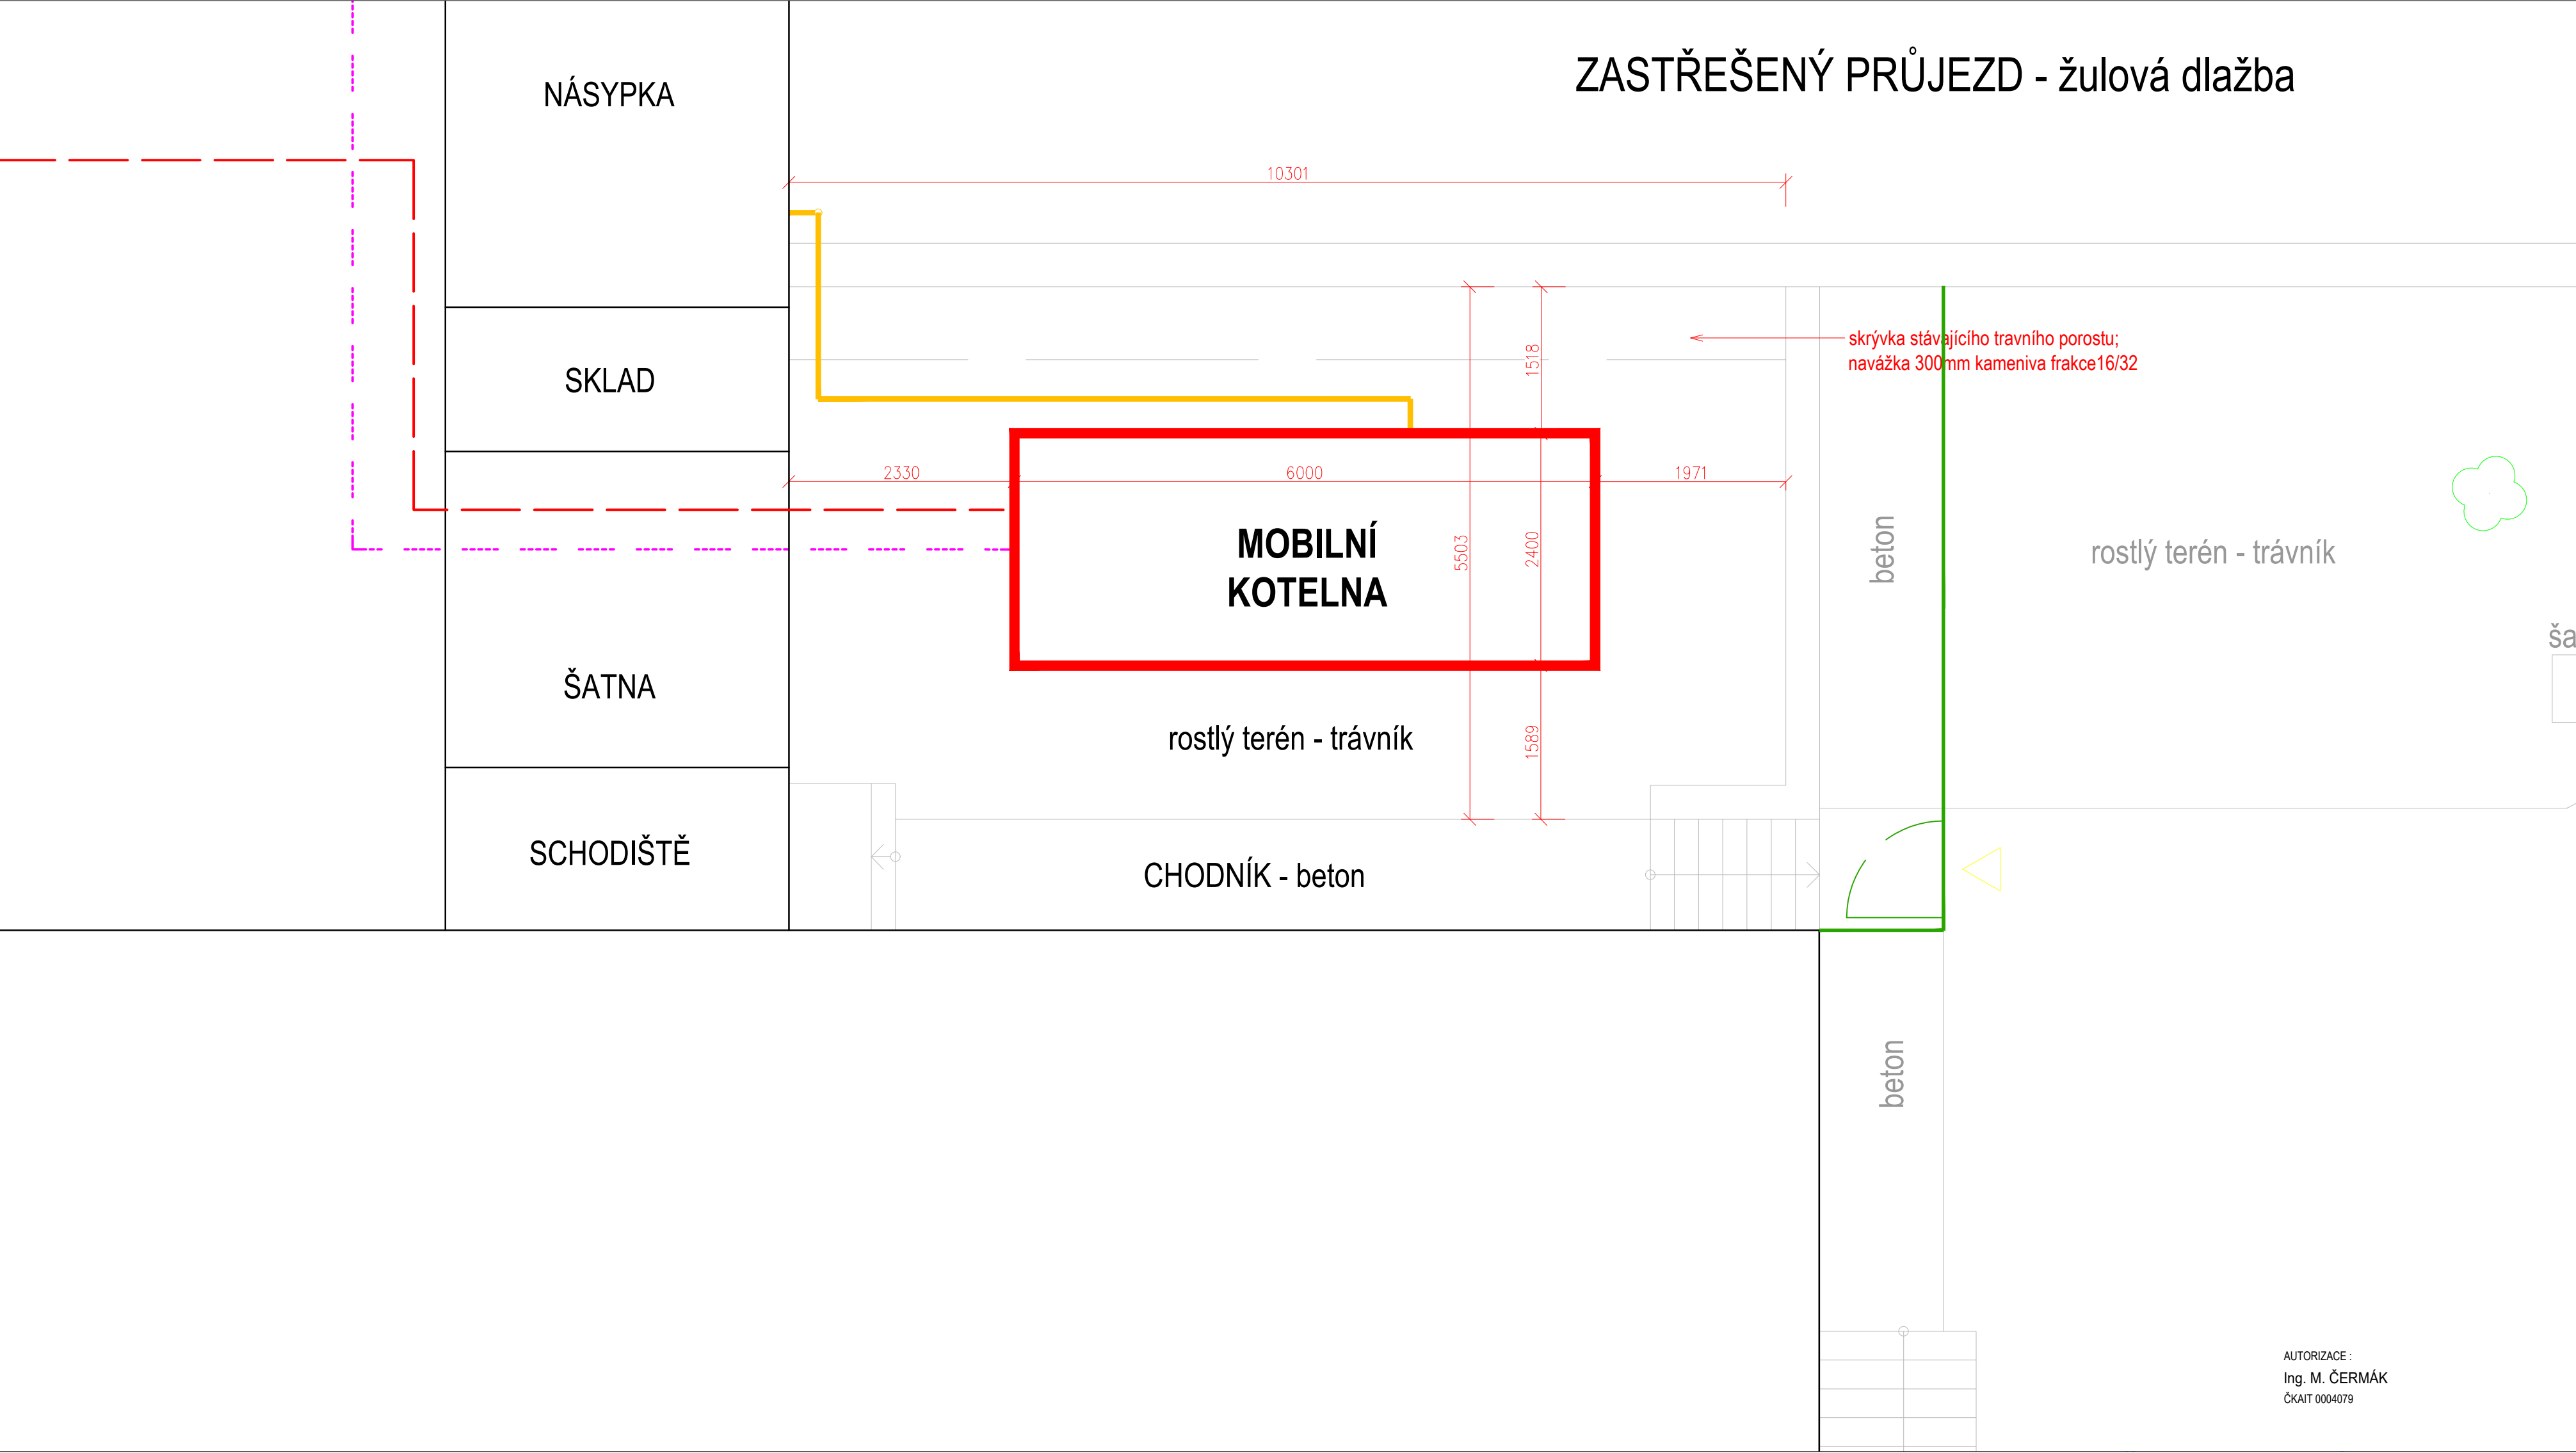 ZASTŘEŠENÝ PRŮJEZD - žulová dlažba
NÁSYPKA
10301
skrývka stávajícího travního porostu;
navážka 300mm kameniva frakce16/32
1518
SKLAD
2330
6000
1971
MOBILNÍ
KOTELNA
5503
2400
beton
rostlý terén - trávník
ša
ŠATNA
rostlý terén - trávník
1589
SCHODIŠTĚ
CHODNÍK - beton
beton
AUTORIZACE :
Ing. M. ČERMÁK
ČKAIT 0004079